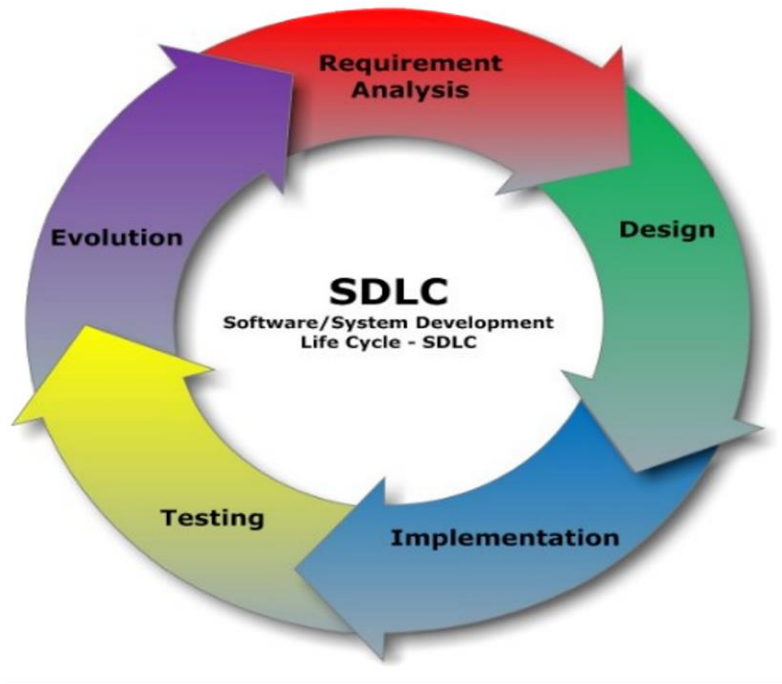 Requirement
Analysis
Design
Implementation
Testing
Evolution
SDLC
Software/System Development
Life Cycle - SDLC